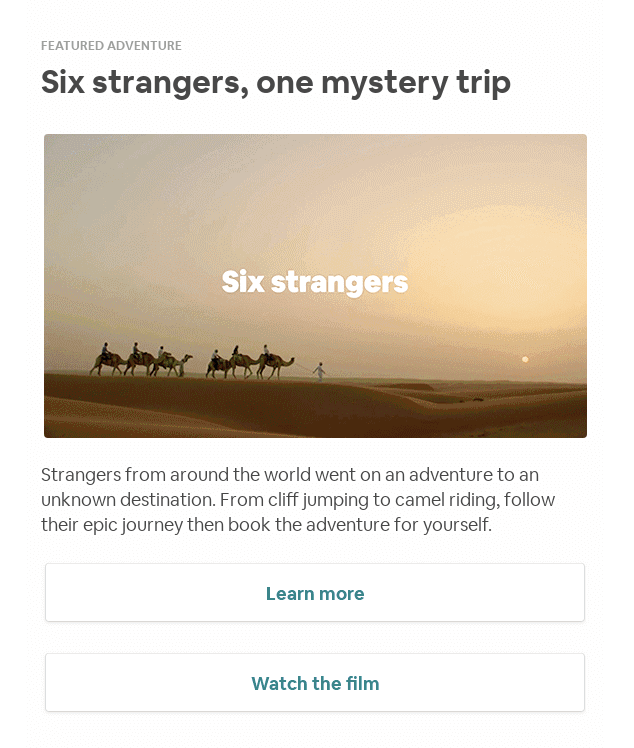 FEATURED ADVENTURE
Six strangers, one mystery trip
Six strangers
Strangers from around the world went on an adventure to an
unknown destination. From cliff jumping to camel riding, follow
their epic journey then book the adventure for yourself.
Learn more
Watch the film